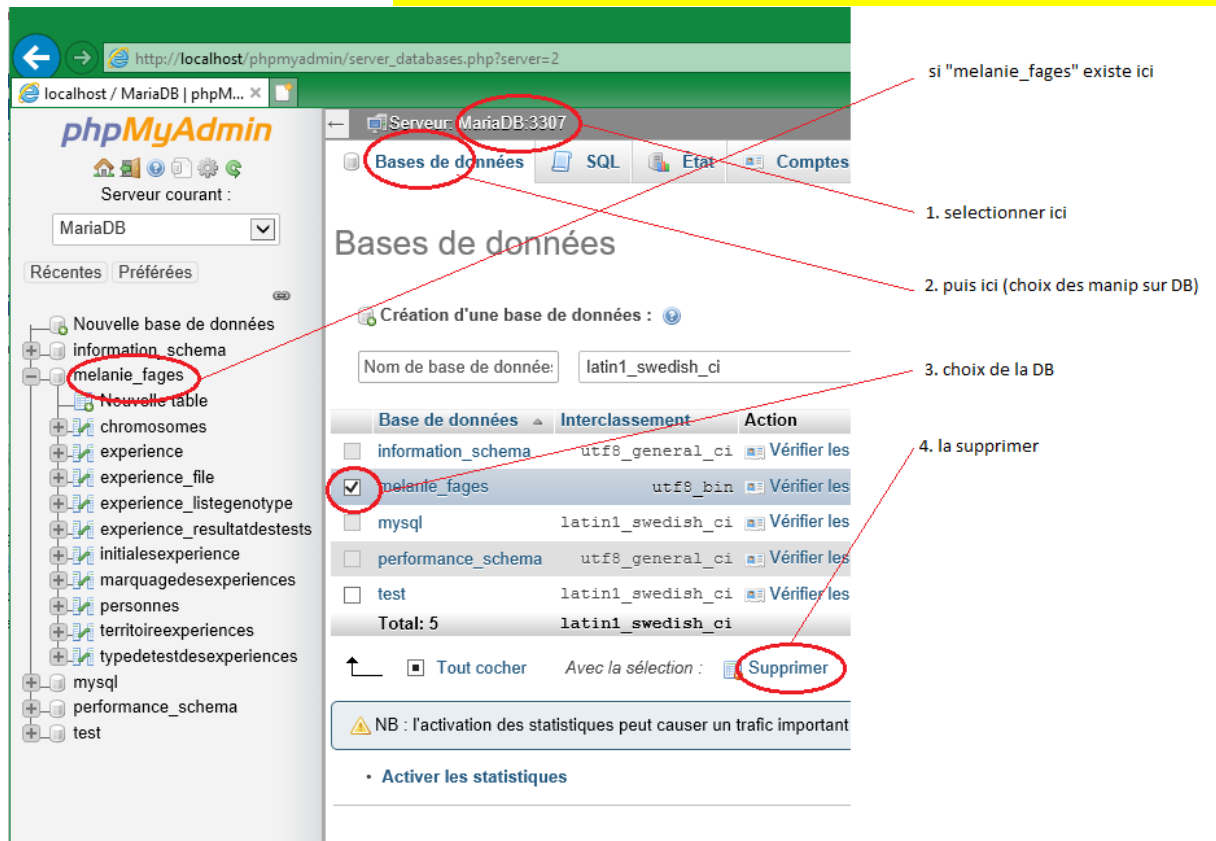 http://localhost/phpmyadmin/server_databases.php?server=2
localhost / MariaDB | phpM...
phpMyAdmin
Serveur courant :
MariaDB
Récentes Préférées
Nouvelle base de données
information_schema
melanie_fages
Nouvelle table
chromosomes
experience
experience_file
experience_listegenotype
experience_resultatdestests
initialesexperience
marquagedesexperiences
personnes
territoireexperiences
typedetestdesexperiences
mysql
performance_schema
test
Serveur: MariaDB:3307
Bases de données SQL État Comptes
Bases de données
Création d'une base de données :
Nom de base de donnée: latin1_swedish_ci
Base de données Interclassement Action
information_schema utf8_general_ci Vérifier les
melanie_fages utf8_bin Vérifier les
mysql latin1_swedish_ci Vérifier les
performance_schema utf8_general_ci Vérifier les
test latin1_swedish_ci Vérifier les
Total: 5 latin1_swedish_ci
Tout cocher Avec la sélection : Supprimer
NB : l'activation des statistiques peut causer un trafic important
Activer les statistiques
si "melanie_fages" existe ici
1. selectionner ici
2. puis ici (choix des manip sur DB)
3. choix de la DB
4. la supprimer